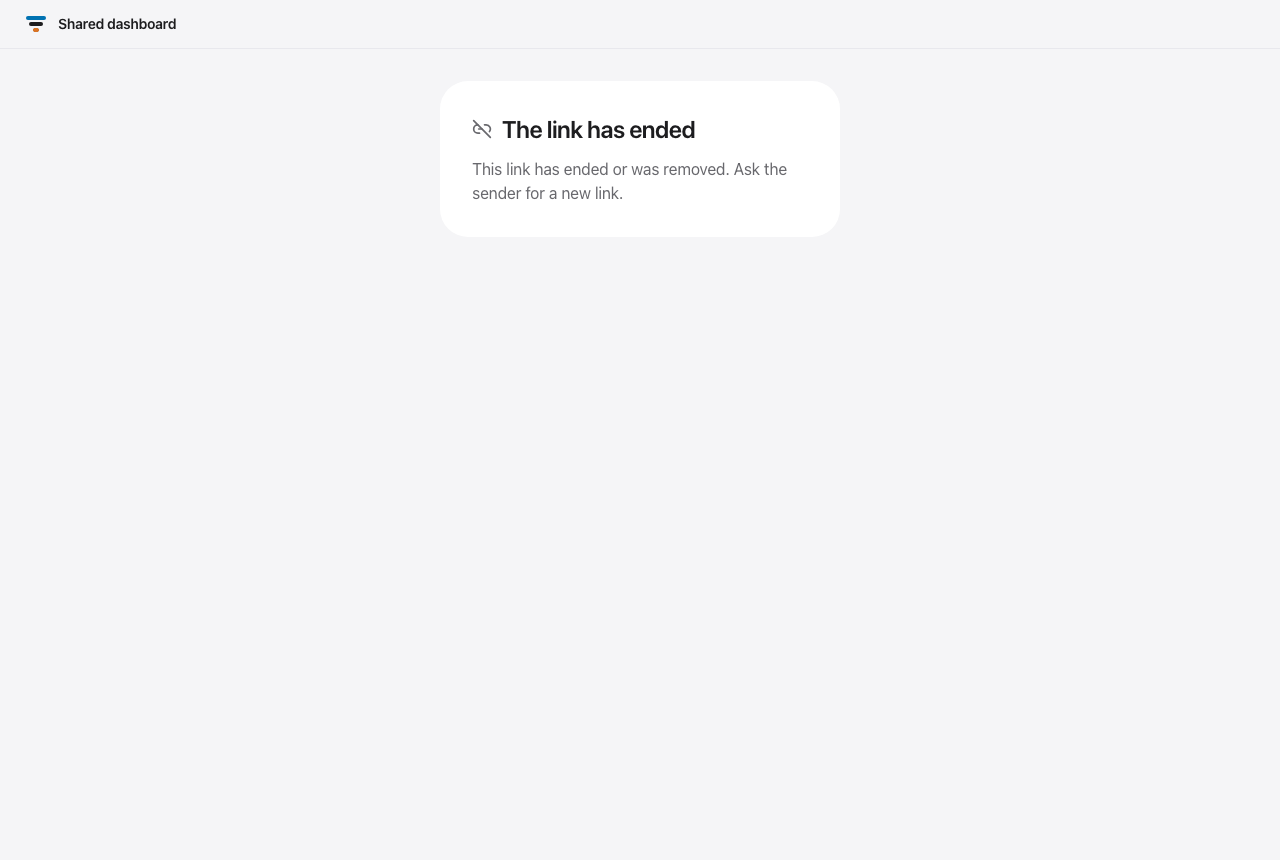 Shared dashboard
The link has ended
This link has ended or was removed. Ask the
sender for a new link.